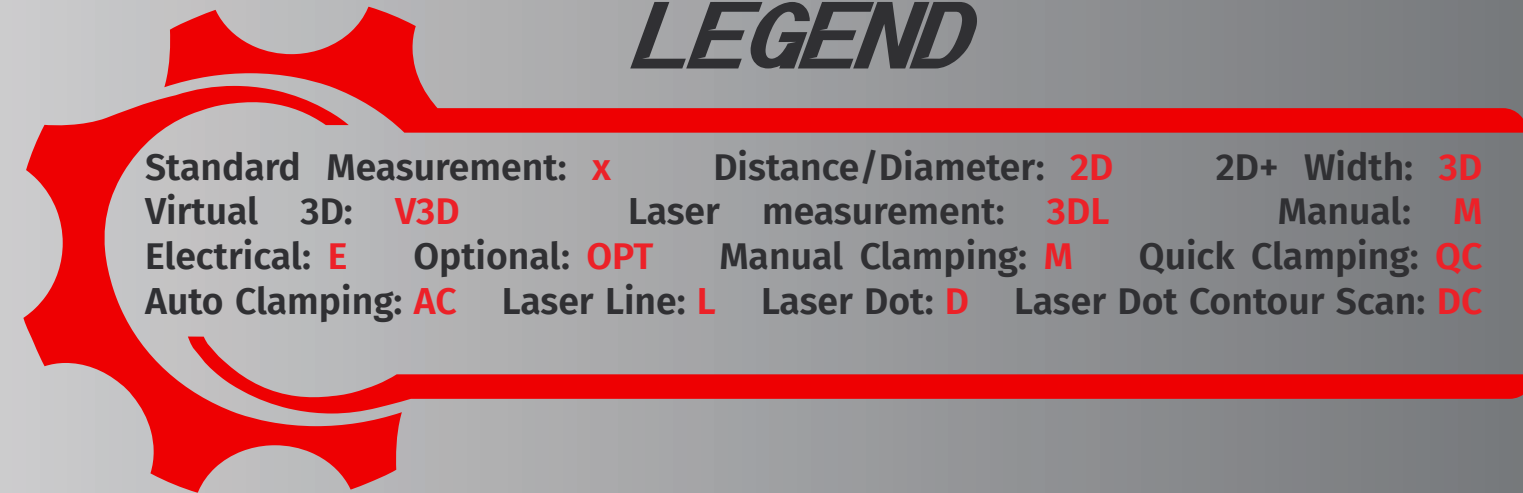 LEGEND
Standard Measurement: x Distance/Diameter: 2D 2D+ Width: 3D
Virtual 3D: V3D Laser measurement: 3DL Manual: M
Electrical: E Optional: OPT Manual Clamping: M Quick Clamping: QC
Auto Clamping: AC Laser Line: L Laser Dot: D Laser Dot Contour Scan: DC